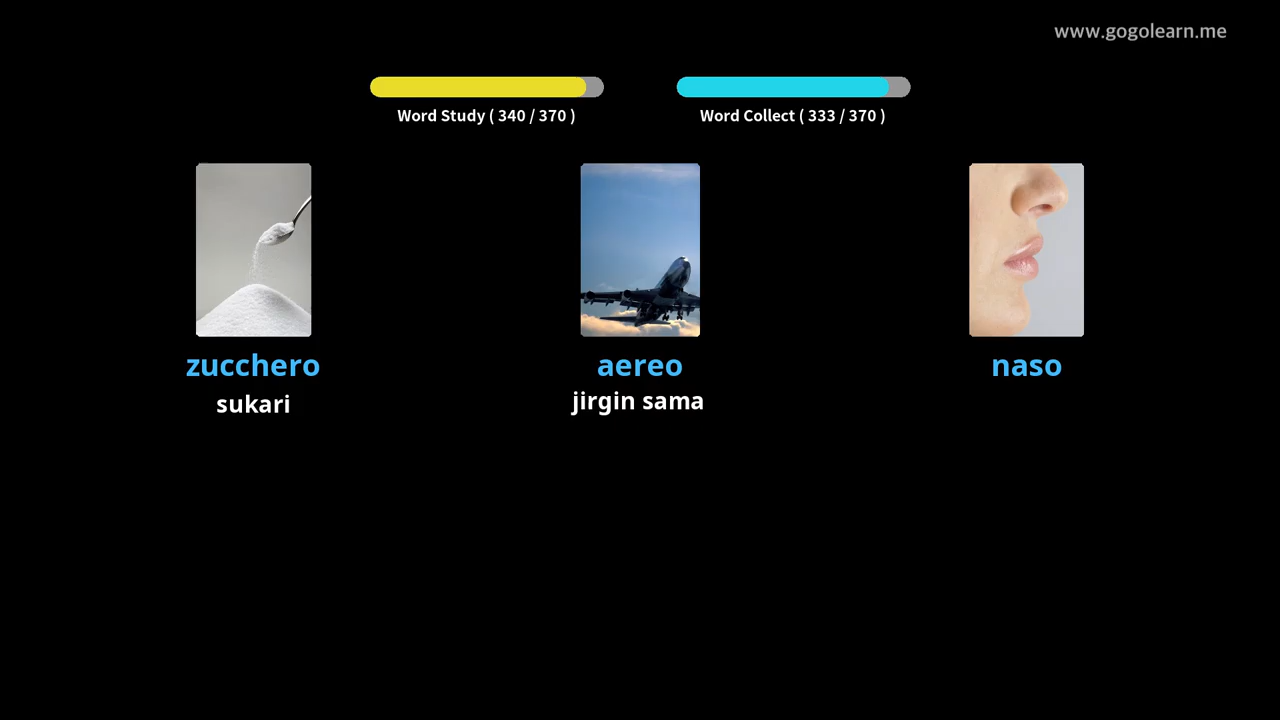 www.gogolearn.me
Word Study ( 340 / 370 )
Word Collect ( 333 / 370 )
zucchero
aereo
naso
sukari
jirgin sama